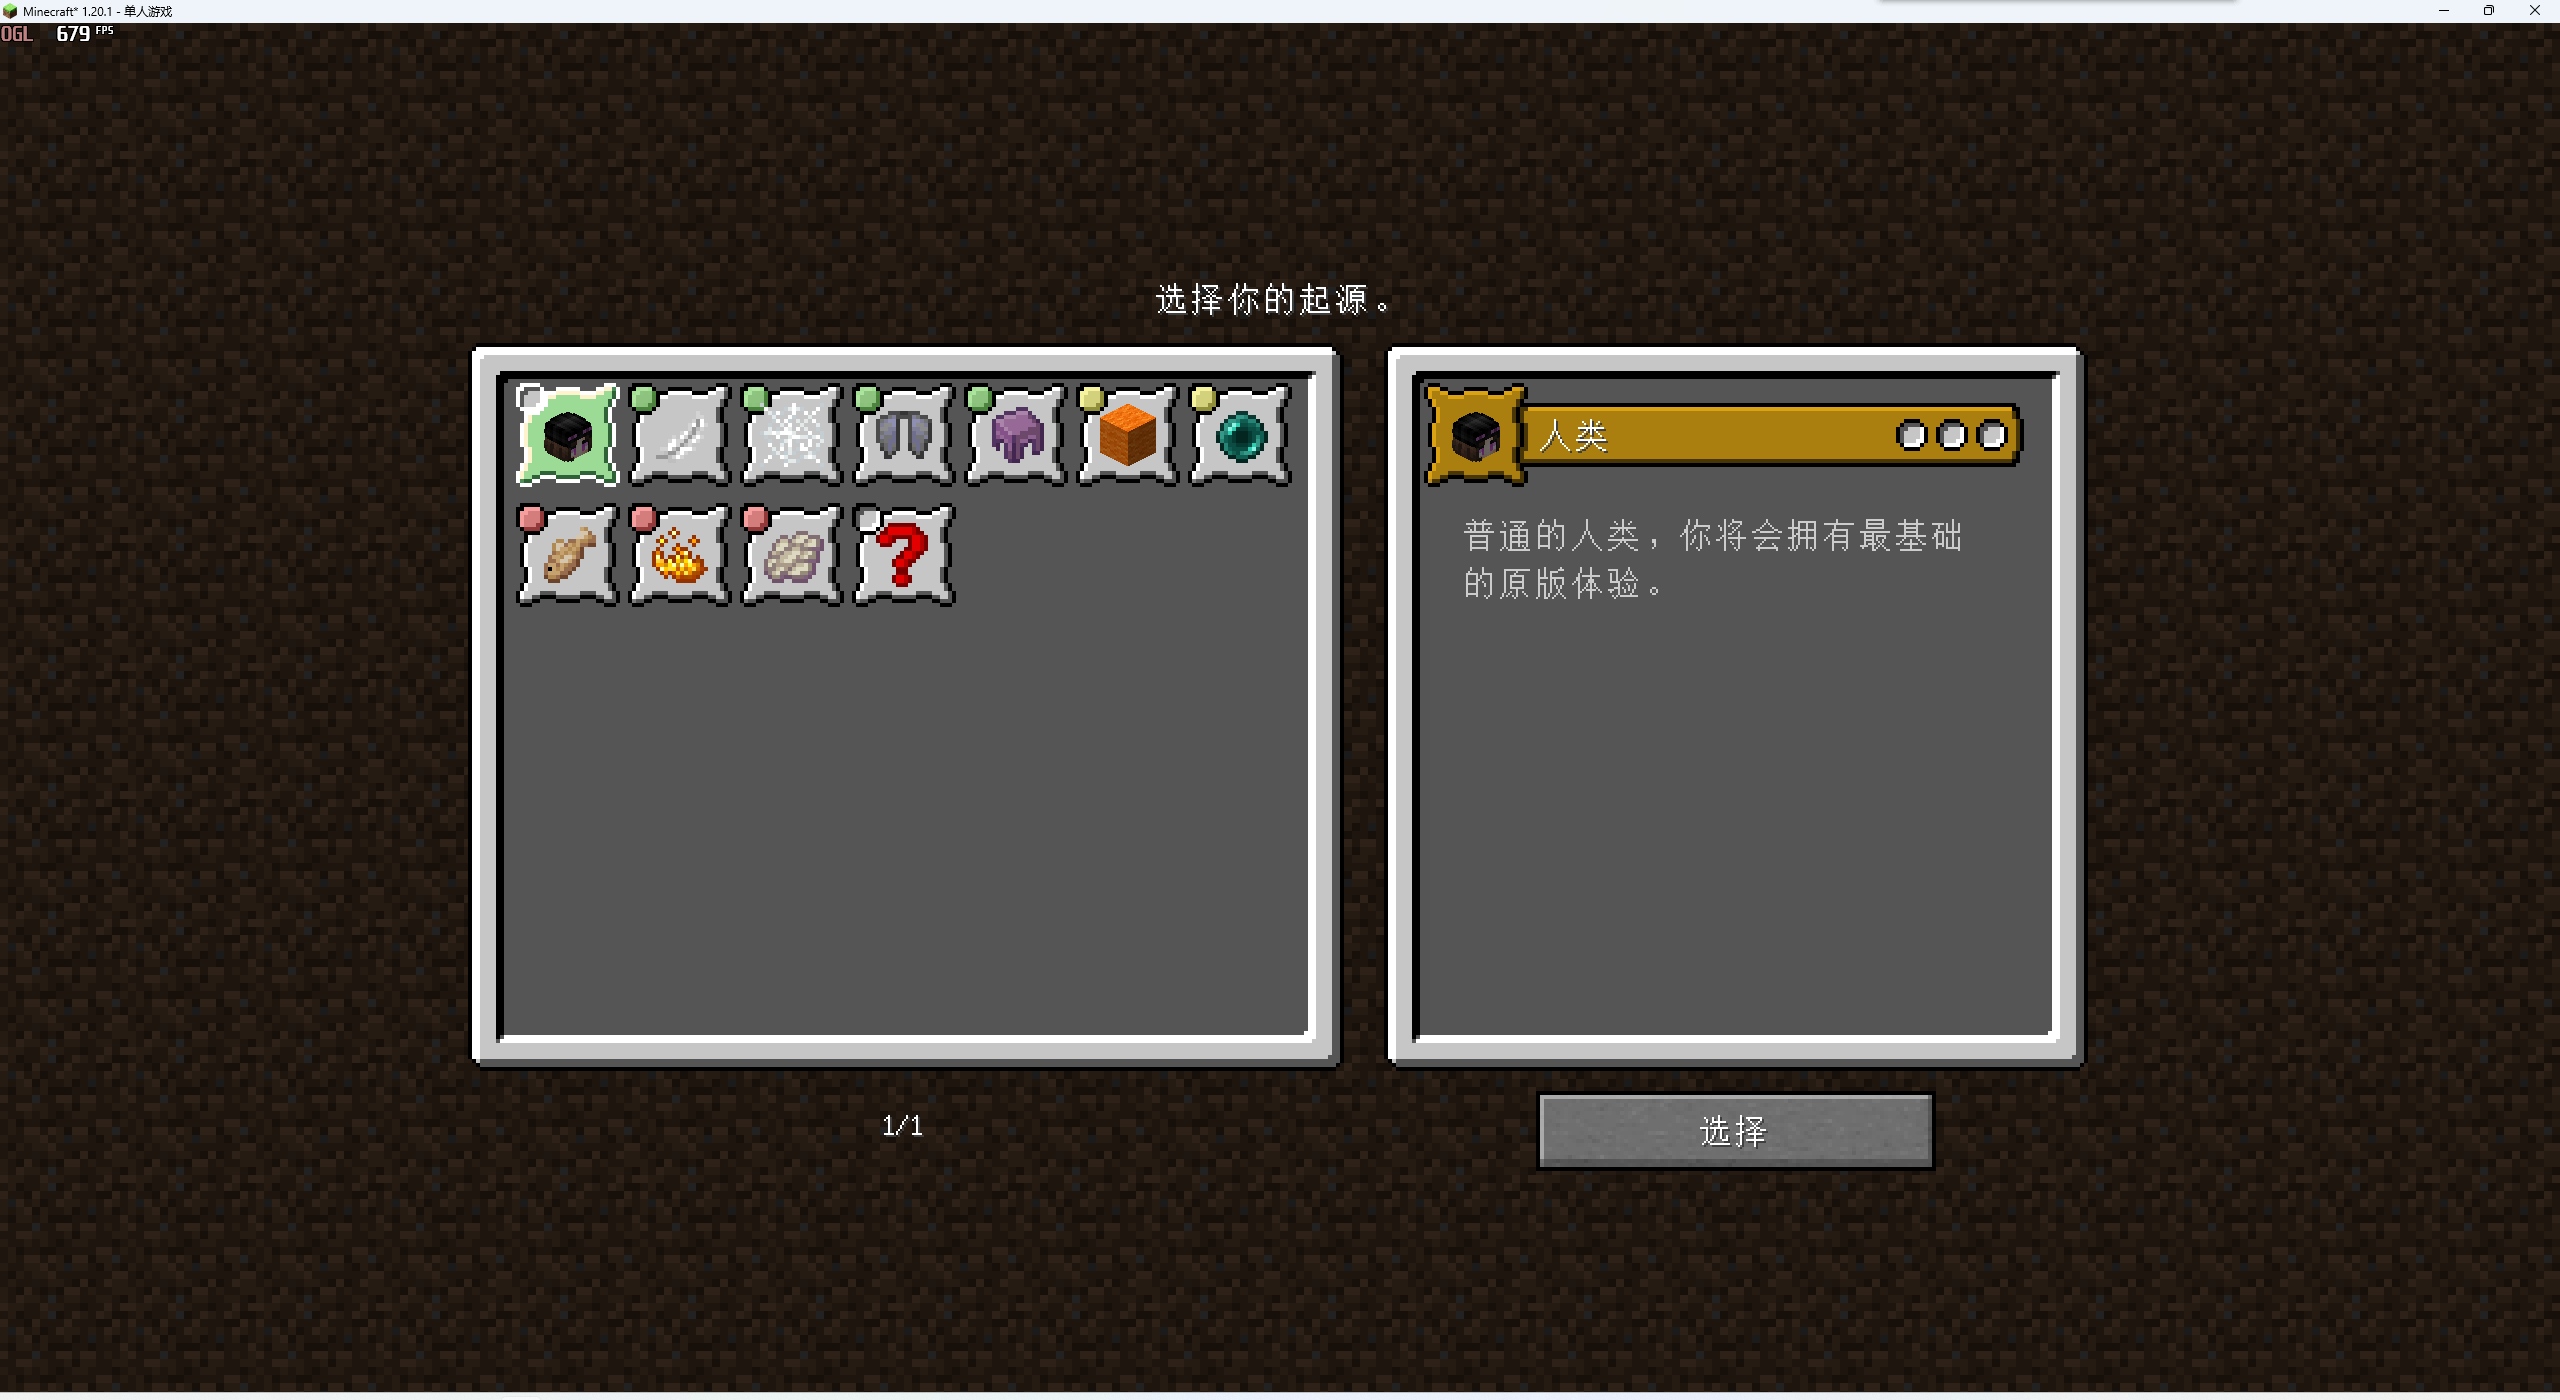 Minecraft* 1.20.1 - 单人游戏
OGL 679 FPS
选择你的起源。
人类
普通的人类，你将会拥有最基础
的原版体验。
1/1
选择